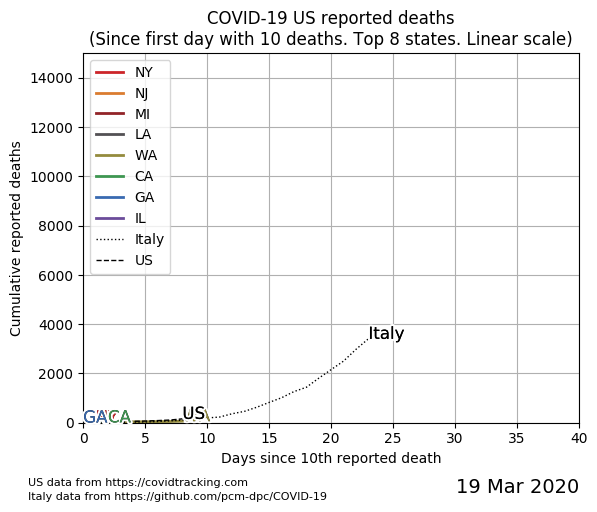 COVID-19 US reported deaths
(Since first day with 10 deaths. Top 8 states. Linear scale)
14000
12000
10000
8000
6000
4000
2000
0
Cumulative reported deaths
NY
NJ
MI
LA
WA
CA
GA
IL
Italy
US
Italy
GA
CA
US
0 5 10 15 20 25 30 35 40
Days since 10th reported death
US data from https://covidtracking.com
Italy data from https://github.com/pcm-dpc/COVID-19
19 Mar 2020